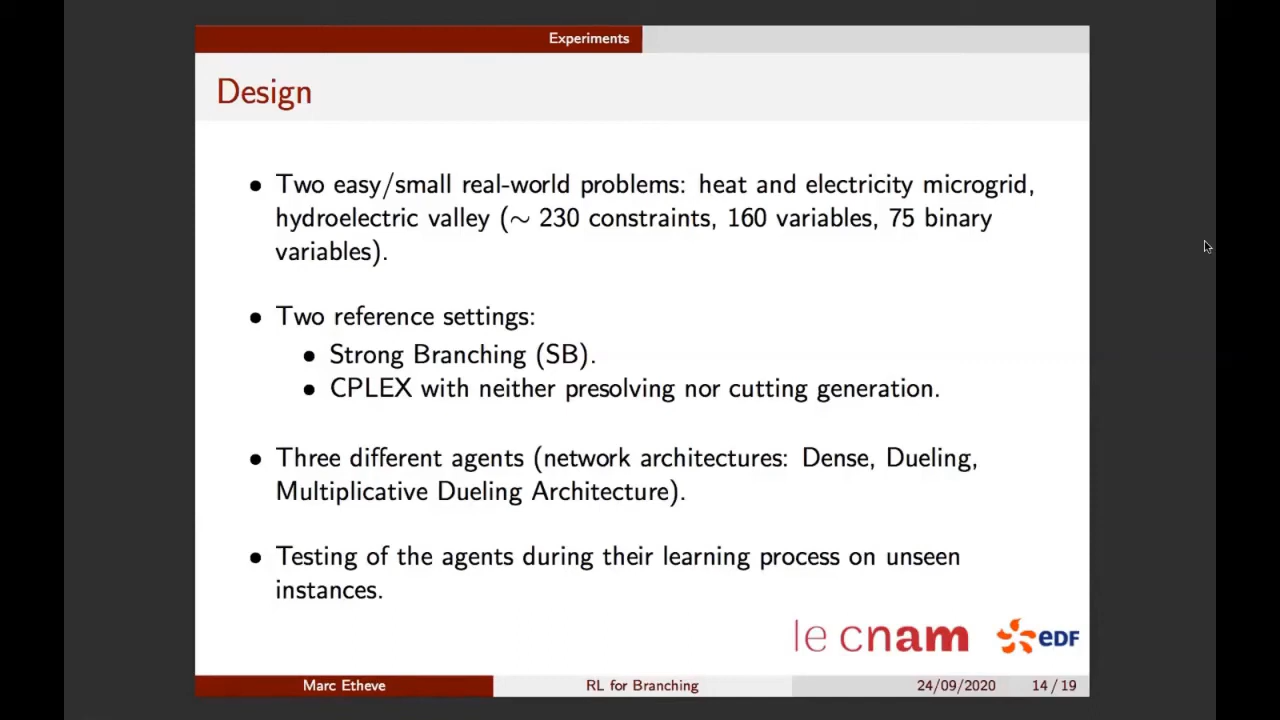 Experiments
Design
• Two easy/small real-world problems: heat and electricity microgrid,
hydroelectric valley (∼ 230 constraints, 160 variables, 75 binary
variables).
• Two reference settings:
• Strong Branching (SB).
• CPLEX with neither presolving nor cutting generation.
• Three different agents (network architectures: Dense, Dueling,
Multiplicative Dueling Architecture).
• Testing of the agents during their learning process on unseen
instances.
le cnam eDF
Marc Etheve RL for Branching 24/09/2020 14 / 19